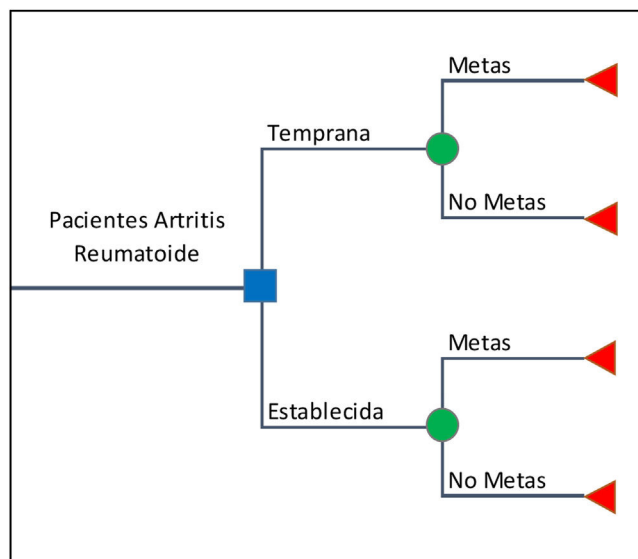 Metas
Temprana
No Metas
Pacientes Artritis
Reumatoide
Metas
Establecida
No Metas